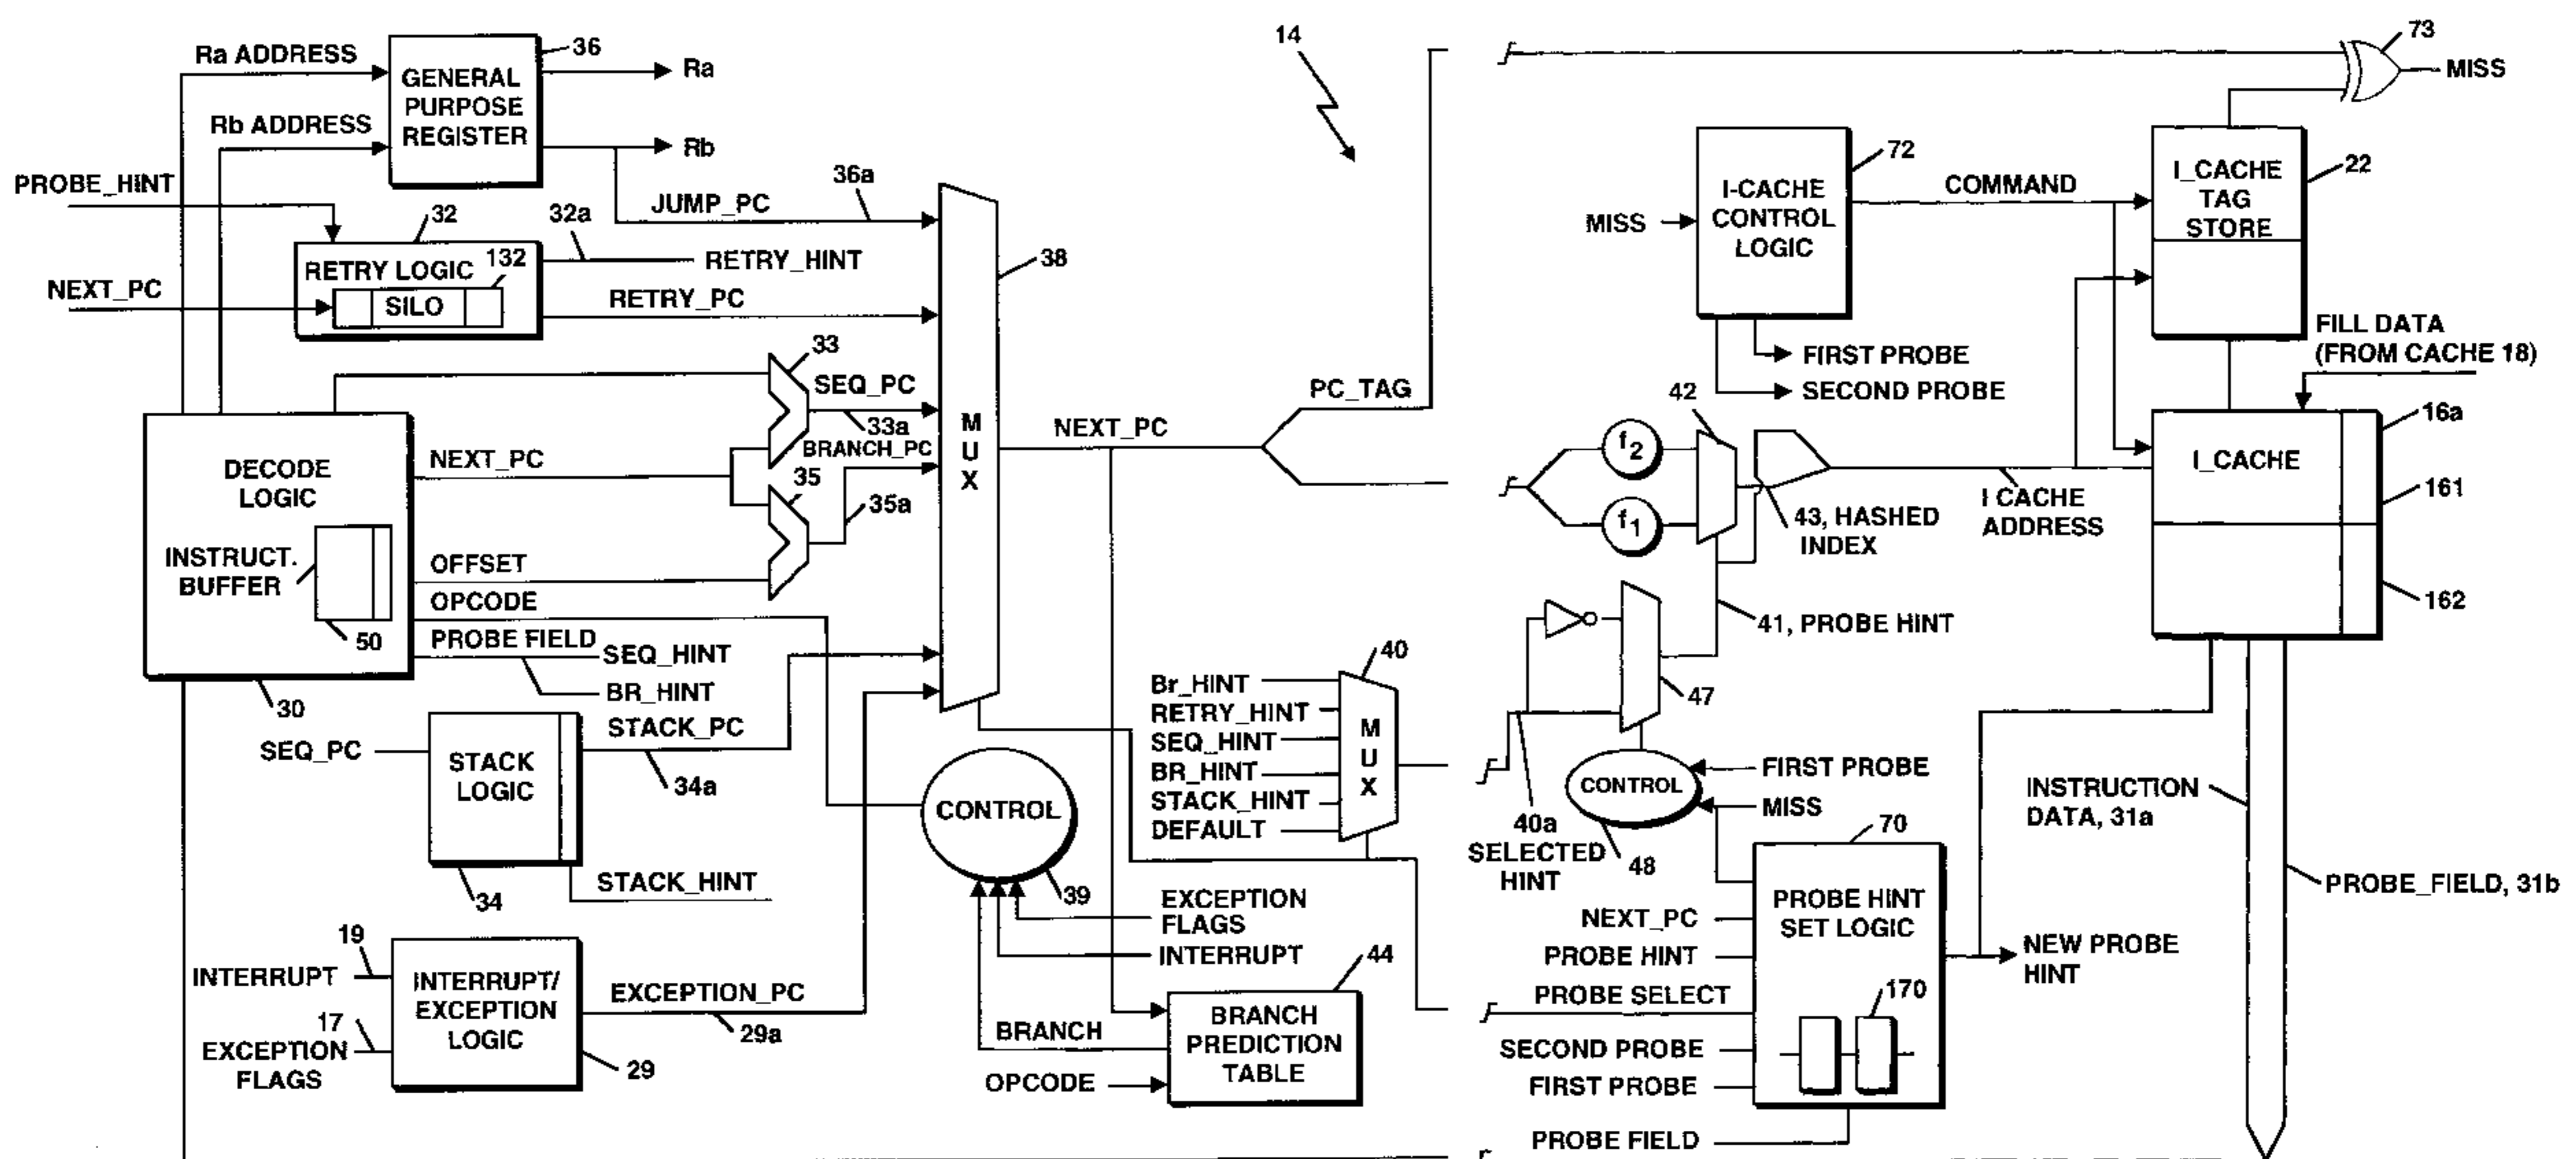 14
73
MISS
Ra ADDRESS
GENERAL
PURPOSE
REGISTER
36
Ra
Rb ADDRESS
Rb
PROBE_HINT
JUMP_PC
36a
RETRY LOGIC
32
132
SILO
32a
RETRY_HINT
NEXT_PC
RETRY_PC
38
33
SEQ_PC
33a
BRANCH_PC
35
35a
M
U
X
NEXT_PC
PC_TAG
DECODE
LOGIC
INSTRUCT.
BUFFER
50
30
NEXT_PC
OFFSET
OPCODE
PROBE FIELD
SEQ_HINT
BR_HINT
SEQ_PC
STACK
LOGIC
34
STACK_PC
34a
STACK_HINT
INTERRUPT
19
EXCEPTION
FLAGS
17
INTERRUPT/
EXCEPTION
LOGIC
29
EXCEPTION_PC
29a
CONTROL
39
EXCEPTION
FLAGS
INTERRUPT
BRANCH
OPCODE
BRANCH
PREDICTION
TABLE
44
Br_HINT
RETRY_HINT
SEQ_HINT
BR_HINT
STACK_HINT
DEFAULT
M
U
X
40
MISS
I-CACHE
CONTROL
LOGIC
72
COMMAND
FIRST PROBE
SECOND PROBE
I_CACHE
TAG
STORE
22
FILL DATA
(FROM CACHE 18)
f2
f1
42
43, HASHED
INDEX
I CACHE
ADDRESS
I_CACHE
16a
161
162
41, PROBE HINT
47
40a
SELECTED
HINT
CONTROL
48
FIRST PROBE
MISS
70
PROBE HINT
SET LOGIC
170
NEXT_PC
PROBE HINT
PROBE SELECT
SECOND PROBE
FIRST PROBE
PROBE FIELD
NEW PROBE
HINT
INSTRUCTION
DATA, 31a
PROBE_FIELD, 31b